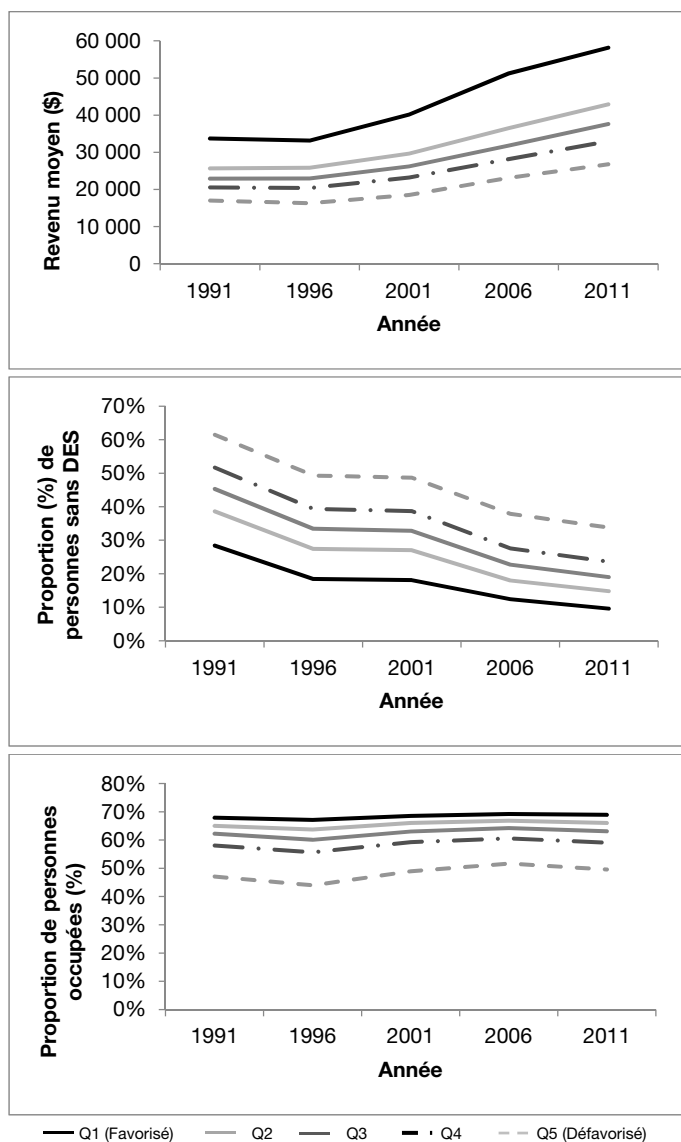 60 000
50 000
40 000
30 000
20 000
10 000
0
Revenu moyen ($)
1991 1996 2001 2006 2011
Année
70%
60%
50%
40%
30%
20%
10%
0%
Proportion (%) de
personnes sans DES
1991 1996 2001 2006 2011
Année
80%
70%
60%
50%
40%
30%
20%
10%
0%
Proportion de personnes
occupées (%)
1991 1996 2001 2006 2011
Année
Q1 (Favorisé) Q2 Q3 Q4 Q5 (Défavorisé)